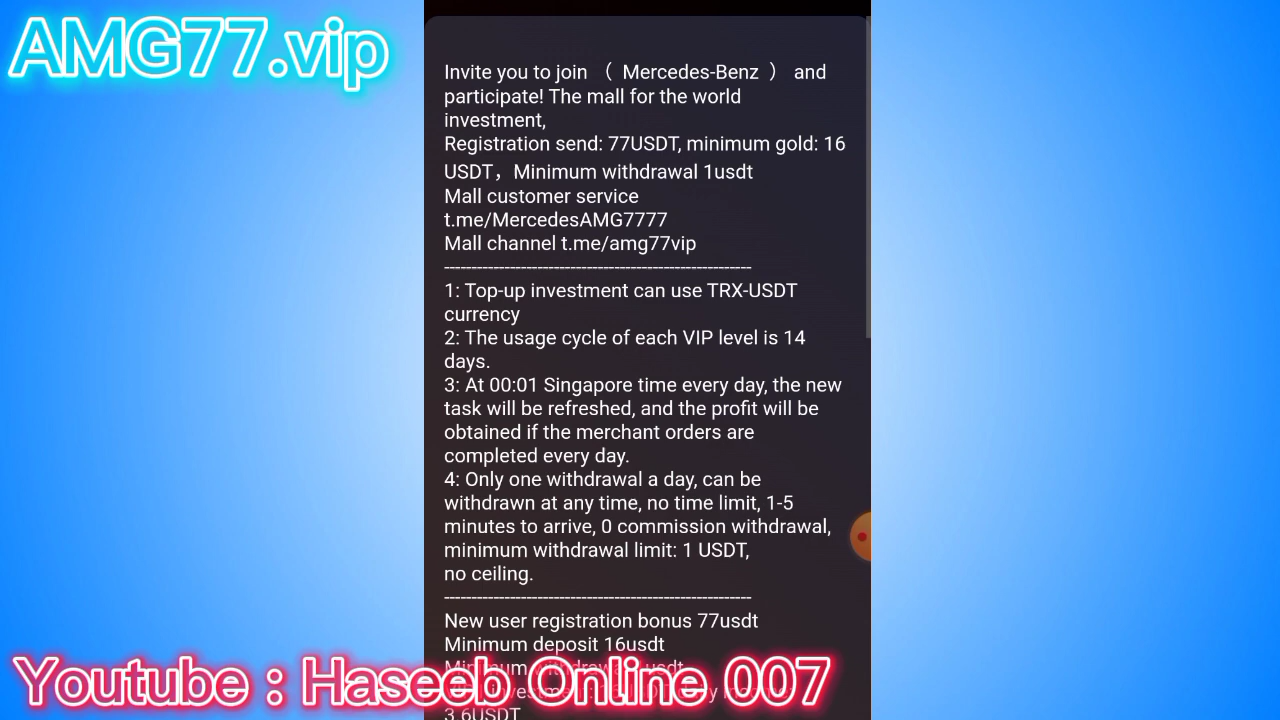 AMG77.vip
Invite you to join （ Mercedes-Benz ） and
participate! The mall for the world
investment,
Registration send: 77USDT, minimum gold: 16
USDT，Minimum withdrawal 1usdt
Mall customer service
t.me/MercedesAMG7777
Mall channel t.me/amg77vip
--------------------------------------------------------
1: Top-up investment can use TRX-USDT
currency
2: The usage cycle of each VIP level is 14
days.
3: At 00:01 Singapore time every day, the new
task will be refreshed, and the profit will be
obtained if the merchant orders are
completed every day.
4: Only one withdrawal a day, can be
withdrawn at any time, no time limit, 1-5
minutes to arrive, 0 commission withdrawal,
minimum withdrawal limit: 1 USDT,
no ceiling.
--------------------------------------------------------
New user registration bonus 77usdt
Minimum deposit 16usdt
Minimum withdrawal usdt
Youtube : Haseeb Online 007
3.6USDT